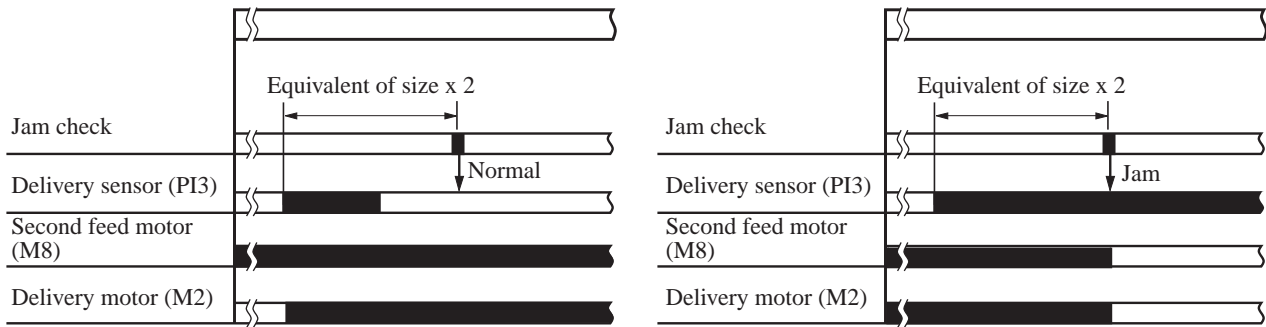 Equivalent of size x 2
Jam check
Normal
Delivery sensor (PI3)
Second feed motor
(M8)
Delivery motor (M2)
Equivalent of size x 2
Jam check
Jam
Delivery sensor (PI3)
Second feed motor
(M8)
Delivery motor (M2)